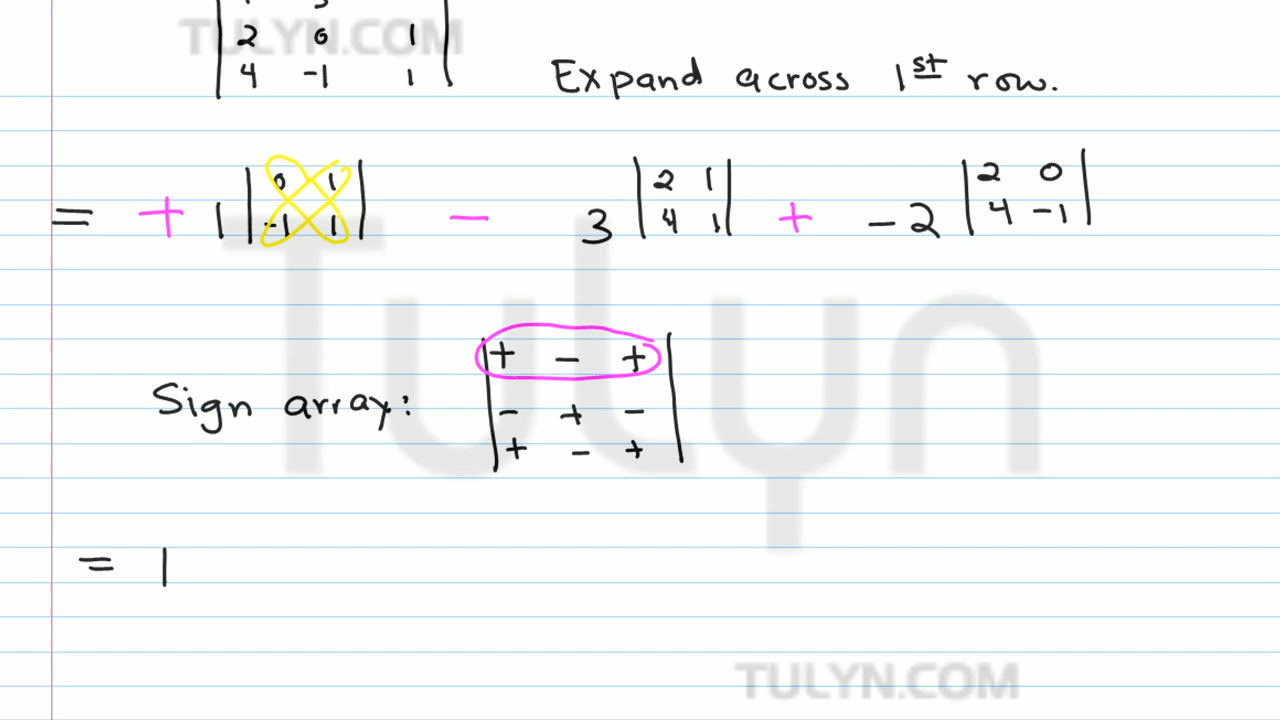 TULYN.COM
2 0 1
4 -1 1
Expand across 1st row.
= + 1 | 0 1 | - 3 | 2 1 | + -2 | 2 0 |
| -1 1 | | 4 1 | | 4 -1 |
Tulyn
Sign array:
+ - +
- + -
+ - +
= 1
TULYN.COM